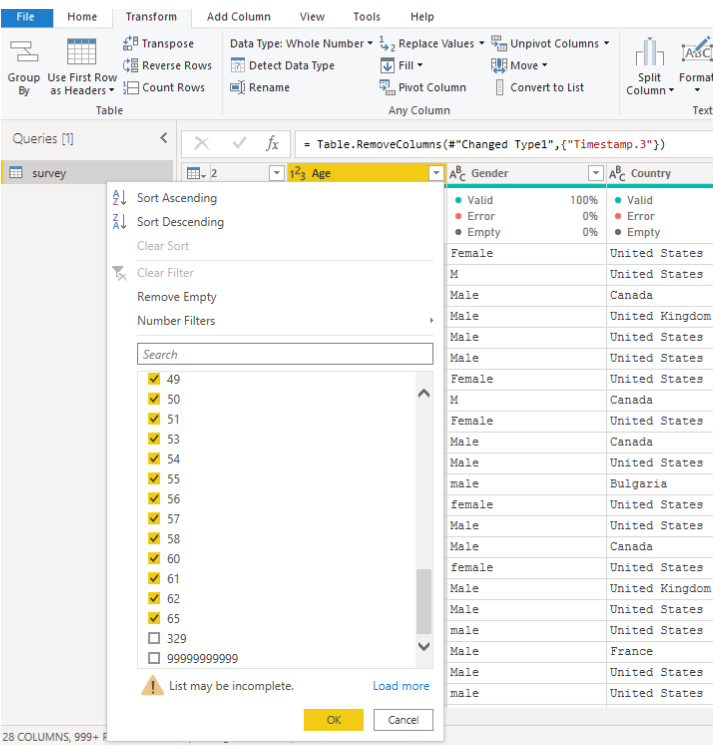 File Home Transform Add Column View Tools Help
Group By
Use First Row as Headers
Transpose
Reverse Rows
Count Rows
Table
Data Type: Whole Number
Detect Data Type
Rename
1 2 Replace Values
Fill
Pivot Column
Unpivot Columns
Move
Convert to List
Any Column
Split Column
Format
ABC
Text
Queries [1]
survey
fx = Table.RemoveColumns(#"Changed Type1",{"Timestamp.3"})
2 123 Age ABC Gender ABC Country
Valid 100% Valid
Error 0% Error
Empty 0% Empty
Sort Ascending
Sort Descending
Clear Sort
Clear Filter
Remove Empty
Number Filters
Search
49
50
51
53
54
55
56
57
58
60
61
62
65
329
99999999999
List may be incomplete. Load more
OK Cancel
Female United States
M United States
Male Canada
Male United Kingdom
Male United States
Male United States
Female United States
M Canada
Female United States
Male Canada
Male United States
male Bulgaria
female United States
Male United States
Male Canada
female United States
Male United Kingdom
Male United States
male United States
Male France
Male United States
male United States
28 COLUMNS, 999+